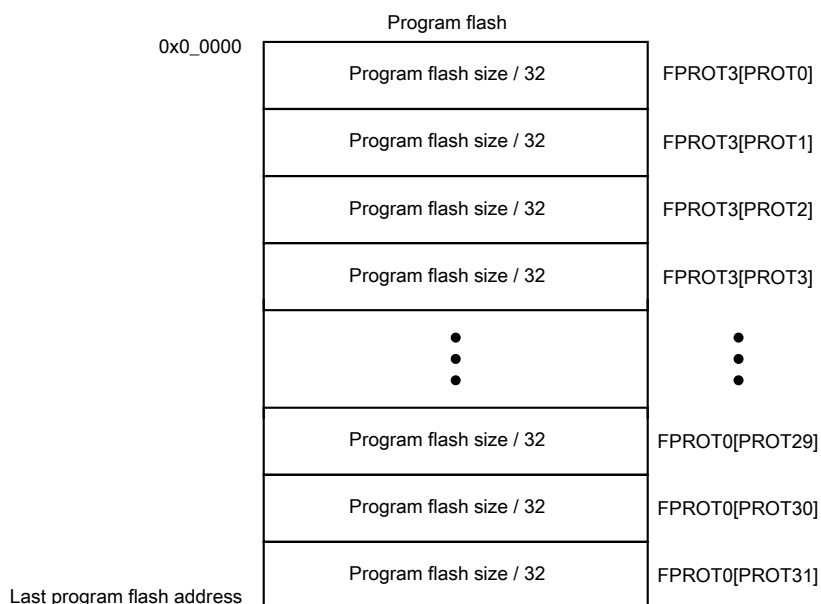 Program flash
0x0_0000
Program flash size / 32 FPROT3[PROT0]
Program flash size / 32 FPROT3[PROT1]
Program flash size / 32 FPROT3[PROT2]
Program flash size / 32 FPROT3[PROT3]
Program flash size / 32 FPROT0[PROT29]
Program flash size / 32 FPROT0[PROT30]
Program flash size / 32 FPROT0[PROT31]
Last program flash address